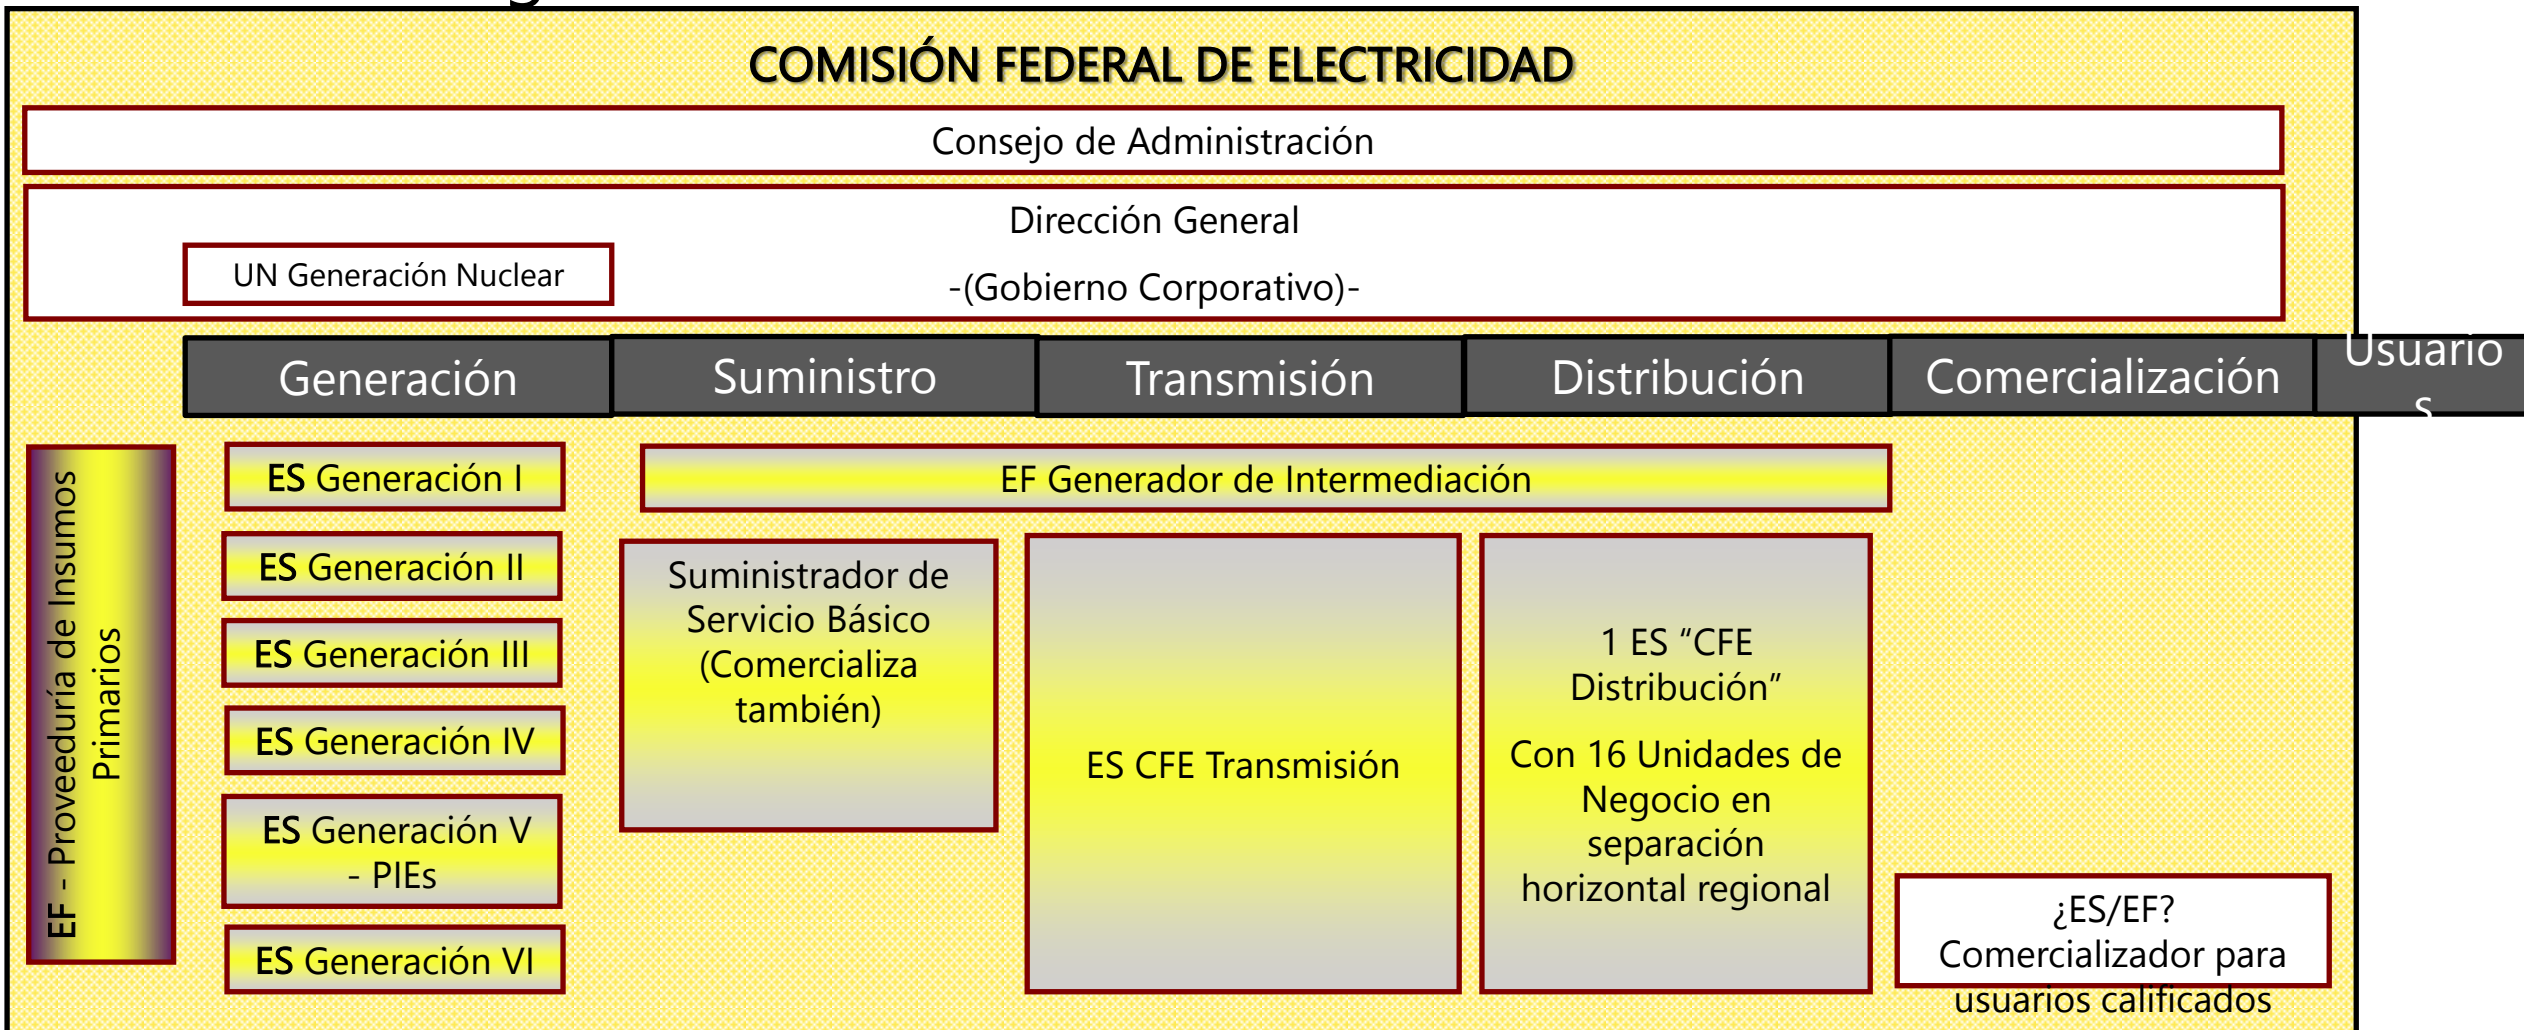 COMISIÓN FEDERAL DE ELECTRICIDAD
Consejo de Administración
Dirección General
-(Gobierno Corporativo)-
UN Generación Nuclear
Generación
Suministro
Transmisión
Distribución
Comercialización
Usuario
s
EF - Proveeduría de Insumos
Primarios
ES Generación I
ES Generación II
ES Generación III
ES Generación IV
ES Generación V
- PIEs
ES Generación VI
EF Generador de Intermediación
Suministrador de
Servicio Básico
(Comercializa
también)
ES CFE Transmisión
1 ES “CFE
Distribución”
Con 16 Unidades de
Negocio en
separación
horizontal regional
¿ES/EF?
Comercializador para
usuarios calificados